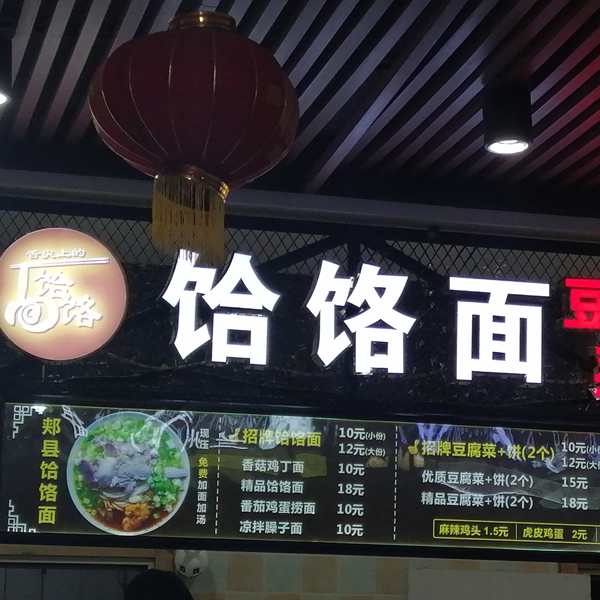 舌尖上的
饸饹
饸饹面
豆
郏县饸饹面
现压
免费加面加汤
招牌饸饹面 10元(小份)
12元(大份)
香菇鸡丁面 10元
精品饸饹面 18元
番茄鸡蛋捞面 10元
凉拌臊子面 10元
招牌豆腐菜+饼(2个) 10元(小
12元(大
优质豆腐菜+饼(2个) 15元
精品豆腐菜+饼(2个) 18元
麻辣鸡头 1.5元
虎皮鸡蛋 2元